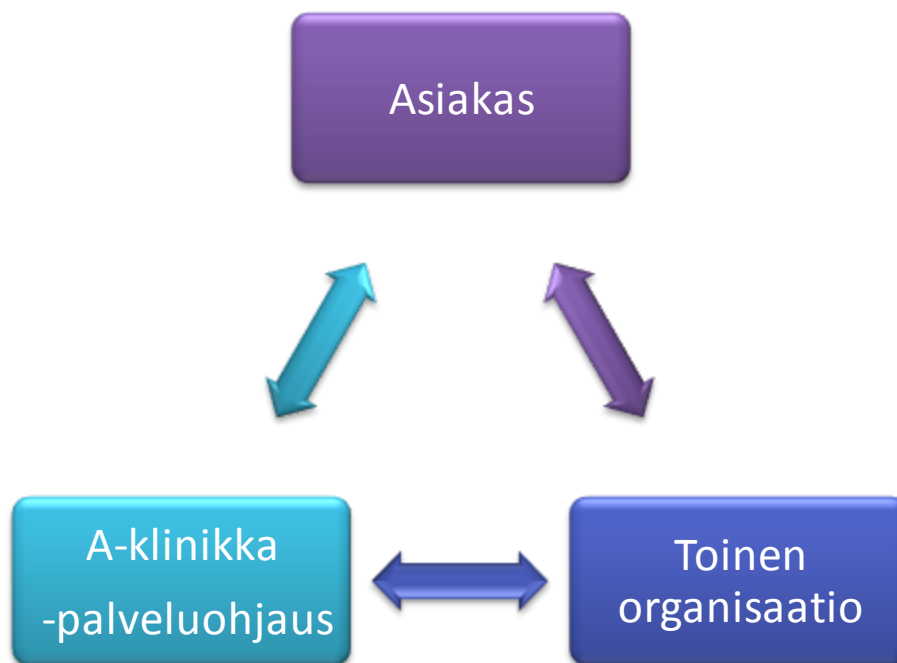 Asiakas
A-klinikka
-palveluohjaus
Toinen
organisaatio